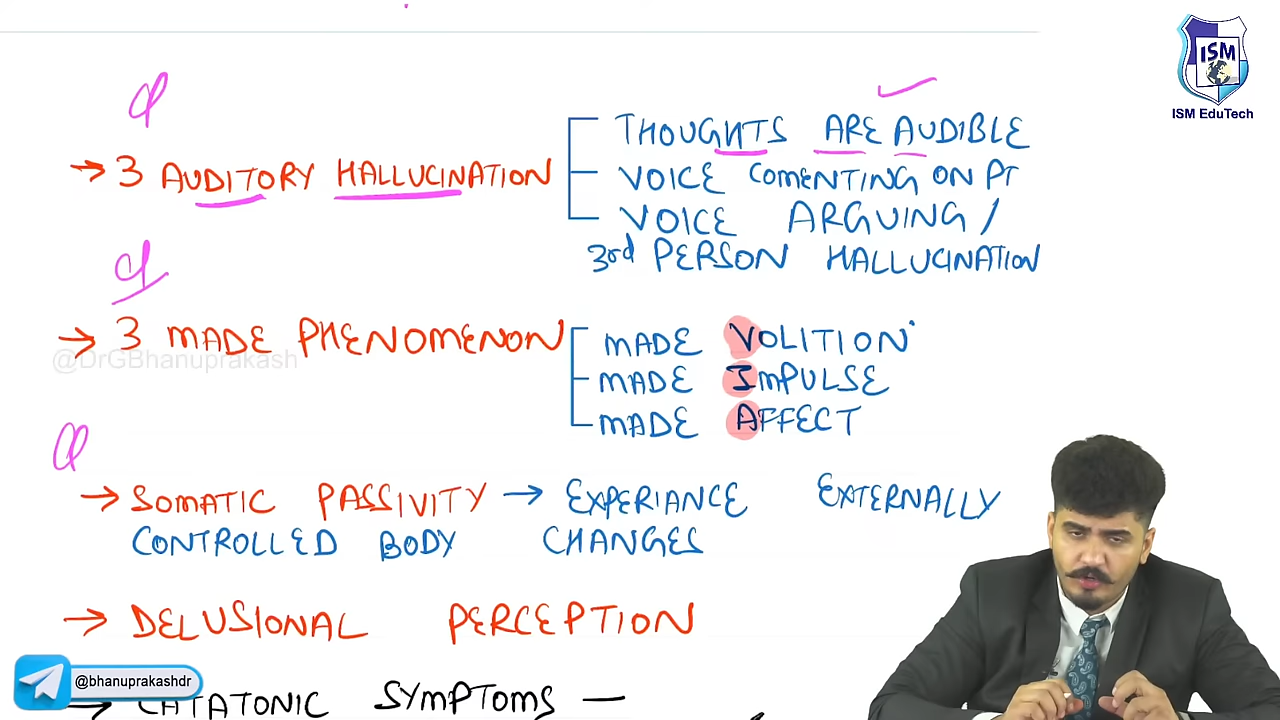 ISM
ISM EduTech
→ 3 AUDITORY HALLUCINATION
THOUGHTS ARE AUDIBLE
VOICE COMENTING ON PT
VOICE ARGUING /
3rd PERSON HALLUCINATION
→ 3 MADE PHENOMENON
MADE VOLITION
MADE IMPULSE
MADE AFFECT
@DrGBhanuprakash
→ SOMATIC PASSIVITY → EXPERIANCE EXTERNALLY
CONTROLLED BODY CHANGES
→ DELUSIONAL PERCEPTION
@bhanuprakashdr
→ CATATONIC SYMPTOMS —